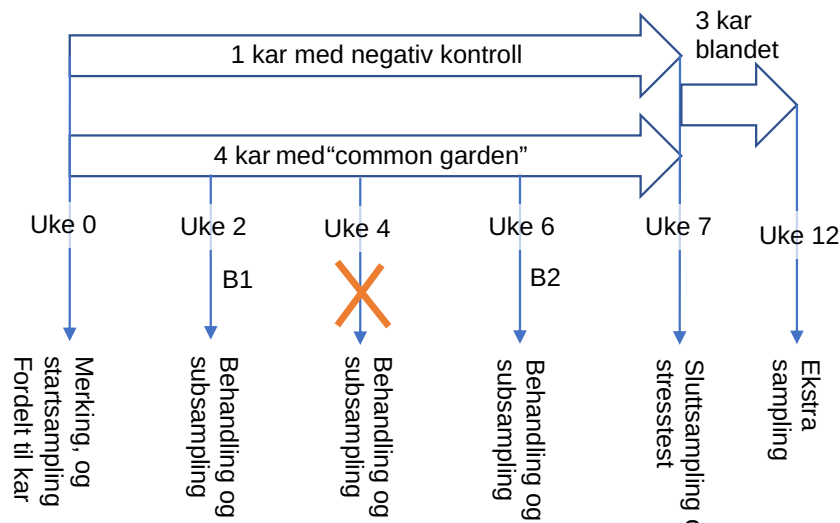 3 kar
blandet
1 kar med negativ kontroll
4 kar med“common garden”
Uke 0
Uke 2
Uke 4
Uke 6
Uke 7
Uke 12
B1
B2
Merking, og
startsampling
Fordelt til kar
Behandling og
subsampling
Behandling og
subsampling
Behandling og
subsampling
Sluttsampling
stresstest
Ekstra
sampling